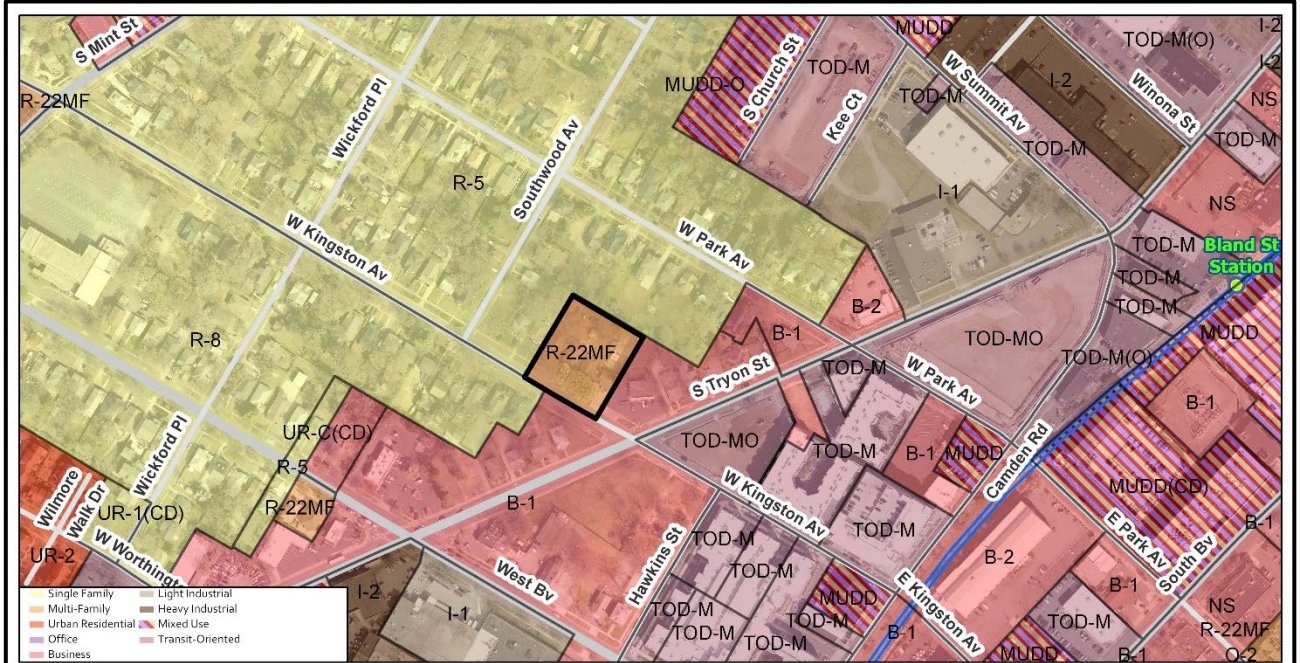 S Mint St
R-22MF
Wickford Pl
Southwood Av
R-5
W Kingston Av
R-8
MUDD-O
S Church St
TOD-M
Kee Ct
MUDD
TOD-M
W Summit Av
I-2
TOD-M(O)
Winona St
I-2
I-2
NS
TOD-M
TOD-M
NS
I-1
W Park Av
B-2
TOD-M
Bland St
Station
TOD-M
TOD-M
MUDD
TOD-MO
TOD-M(O)
B-1
R-22MF
B-1
S Tryon St
TOD-M
W Park Av
TOD-MO
TOD-M
B-1
MUDD
Camden Rd
MUDD(CD)
E Park Av
South Bv
B-1
UR-C(CD)
R-5
R-22MF
Wickford Pl
Wilmore
Walk Dr
UR-1(CD)
UR-2
W Worthington
B-1
W Kingston Av
TOD-M
Hawkins St
TOD-M
TOD-M
TOD-M
TOD-M
TOD-M
TOD-M
MUDD
B-1
E Kingston Av
B-2
B-1
TOD-M
MUDD
B-1
NS
R-22MF
O-2
West Bv
I-2
I-1
Single Family
Multi-Family
Urban Residential
Office
Business
Light Industrial
Heavy Industrial
Mixed Use
Transit-Oriented